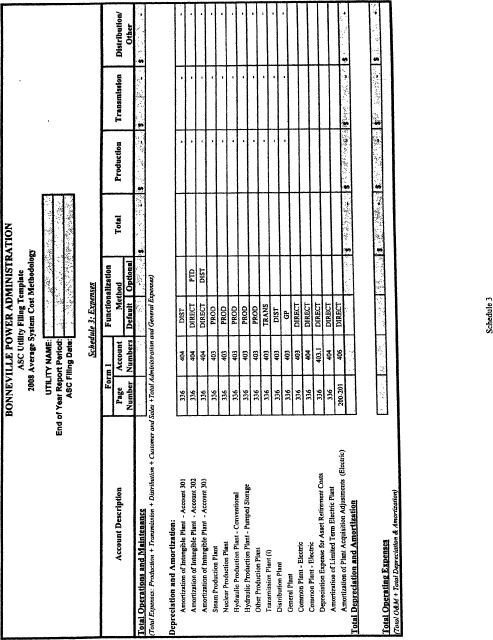 BONNEVILLE POWER ADMINISTRATION
ASC Utility Filing Template
2008 Average System Cost Methodology
UTILITY NAME:
End of Year Report Period:
ASC Filing Date:
Schedule 3: Expenses
Account Description | Form 1 Page Number | Account Numbers | Functionalization Method Default | Optional | Total | Production | Transmission | Distribution/ Other
Total Operation and Maintenance $ - $ - $ - $ -
(Total Expenses: Production + Transmission + Distribution + Customer and Sales + Total Administration and General Expense)
Depreciation and Amortization:
Amortization of Intangible Plant - Account 301 336 404 DIST - - -
Amortization of Intangible Plant - Account 302 336 404 DIRECT PTD - - -
Amortization of Intangible Plant - Account 303 336 404 DIRECT DIST - - -
Steam Production Plant 336 403 PROD - - -
Nuclear Production Plant 336 403 PROD - - -
Hydraulic Production Plant - Conventional 336 403 PROD - - -
Hydraulic Production Plant - Pumped Storage 336 403 PROD - - -
Other Production Plant 336 403 PROD - - -
Transmission Plant (i) 336 403 TRANS - - -
Distribution Plant 336 403 DIST - - -
General Plant 336 403 GP - - -
Common Plant - Electric 336 403 DIRECT
Common Plant - Electric 336 404 DIRECT
Depreciation Expense for Asset Retirement Costs 336 403.1 DIRECT
Amortization of Limited Term Electric Plant 336 404 DIRECT
Amortization of Plant Acquisition Adjustments (Electric) 200-201 406 DIRECT
Total Depreciation and Amortization $ - $ - $ - $ -
Total Operating Expenses $ - $ - $ - $ -
(Total O&M + Total Depreciation & Amortization)
Schedule 3